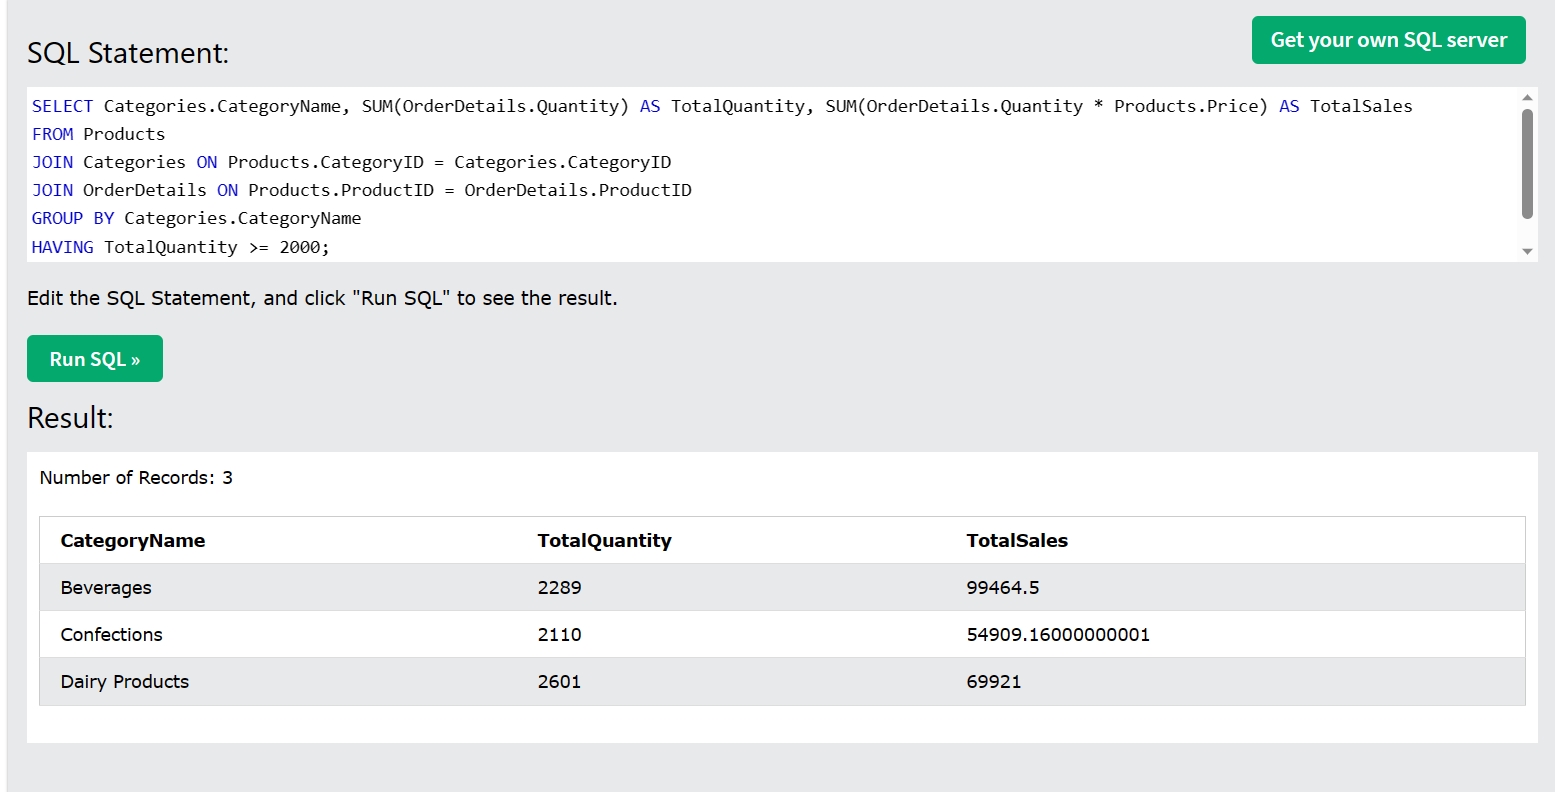 Get your own SQL server
SQL Statement:
SELECT Categories.CategoryName, SUM(OrderDetails.Quantity) AS TotalQuantity, SUM(OrderDetails.Quantity * Products.Price) AS TotalSales
FROM Products
JOIN Categories ON Products.CategoryID = Categories.CategoryID
JOIN OrderDetails ON Products.ProductID = OrderDetails.ProductID
GROUP BY Categories.CategoryName
HAVING TotalQuantity >= 2000;
Edit the SQL Statement, and click "Run SQL" to see the result.
Run SQL »
Result:
Number of Records: 3
CategoryName TotalQuantity TotalSales
Beverages 2289 99464.5
Confections 2110 54909.16000000001
Dairy Products 2601 69921